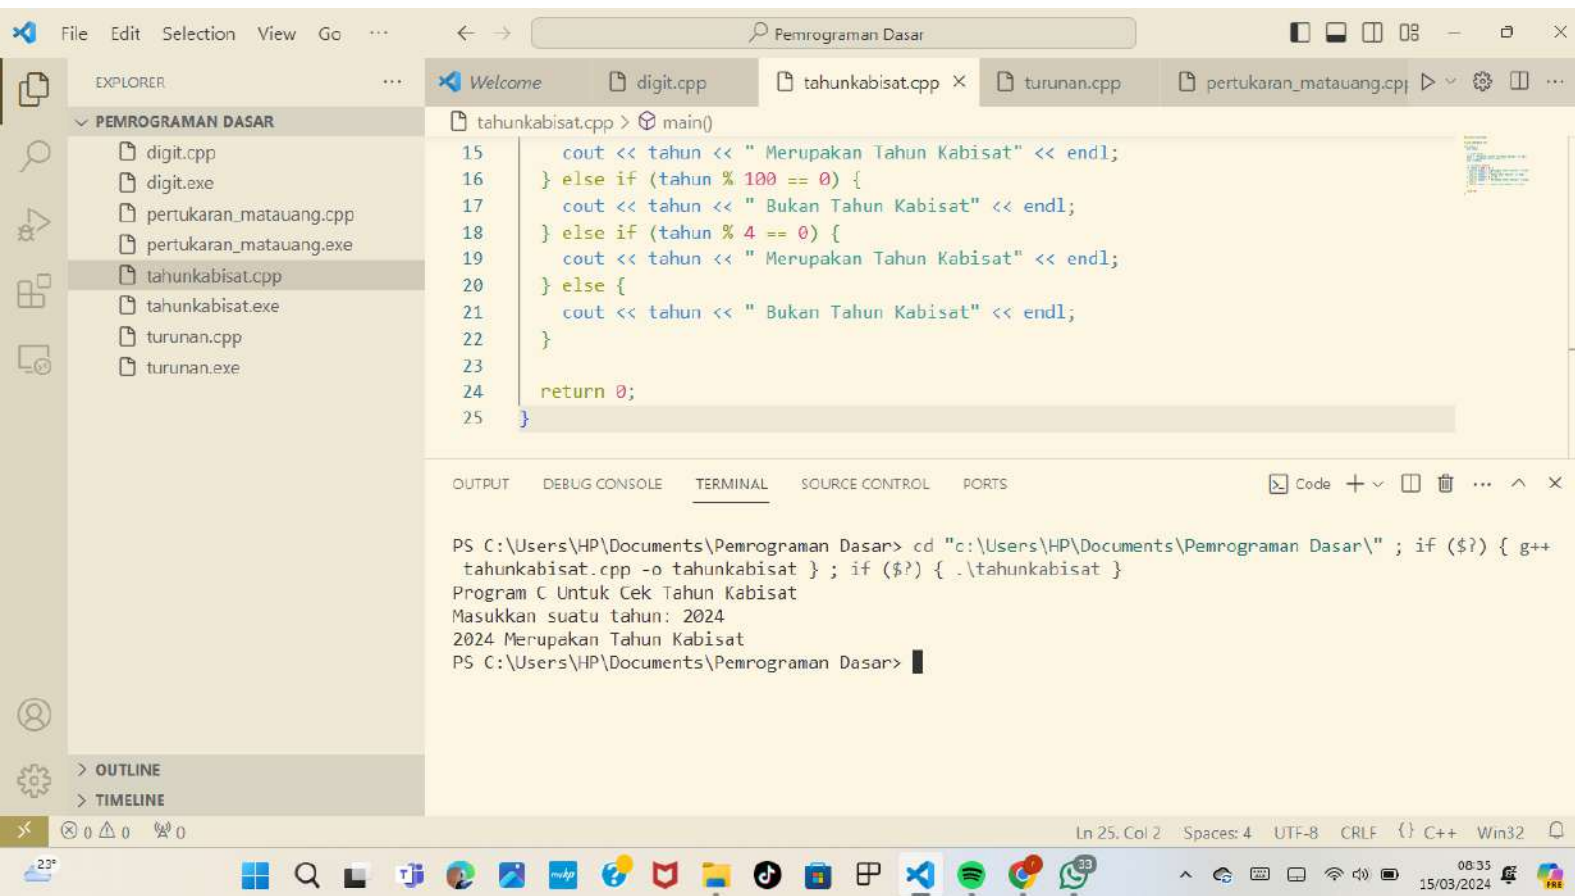 File Edit Selection View Go ··· Pemrograman Dasar
EXPLORER ···
PEMROGRAMAN DASAR
digit.cpp
digit.exe
pertukaran_matauang.cpp
pertukaran_matauang.exe
tahunkabisat.cpp
tahunkabisat.exe
turunan.cpp
turunan.exe
OUTLINE
TIMELINE
Welcome digit.cpp tahunkabisat.cpp turunan.cpp pertukaran_matauang.cpp
tahunkabisat.cpp > main()
15 cout << tahun << " Merupakan Tahun Kabisat" << endl;
16 } else if (tahun % 100 == 0) {
17 cout << tahun << " Bukan Tahun Kabisat" << endl;
18 } else if (tahun % 4 == 0) {
19 cout << tahun << " Merupakan Tahun Kabisat" << endl;
20 } else {
21 cout << tahun << " Bukan Tahun Kabisat" << endl;
22 }
23
24 return 0;
25 }
OUTPUT DEBUG CONSOLE TERMINAL SOURCE CONTROL PORTS Code
PS C:\Users\HP\Documents\Pemrograman Dasar> cd "c:\Users\HP\Documents\Pemrograman Dasar\" ; if ($?) { g++
tahunkabisat.cpp -o tahunkabisat } ; if ($?) { .\tahunkabisat }
Program C Untuk Cek Tahun Kabisat
Masukkan suatu tahun: 2024
2024 Merupakan Tahun Kabisat
PS C:\Users\HP\Documents\Pemrograman Dasar>
0 0 0 Ln 25, Col 2 Spaces: 4 UTF-8 CRLF {} C++ Win32
23° 33 08:35
15/03/2024
PRE